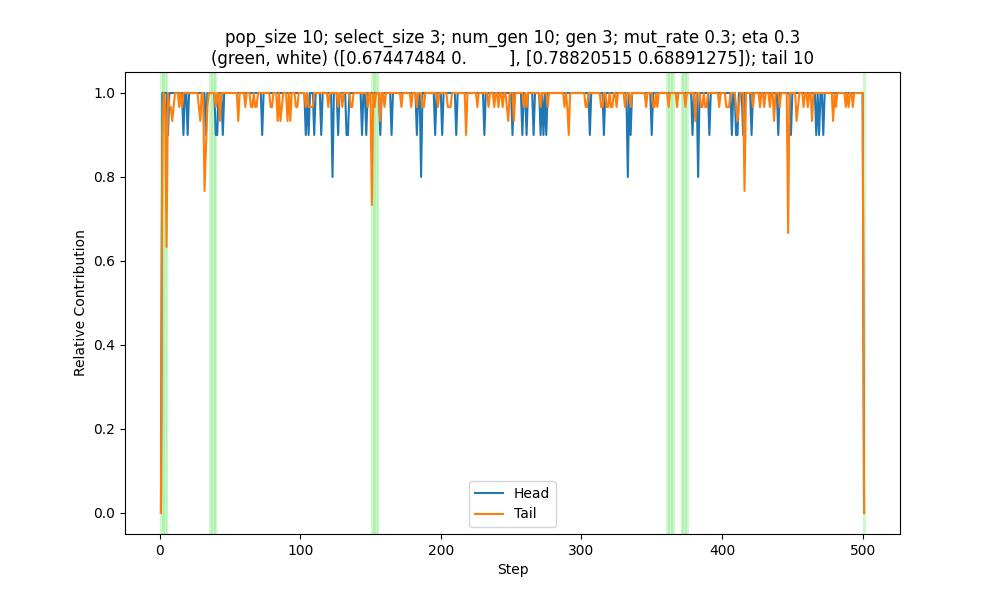 pop_size 10; select_size 3; num_gen 10; gen 3; mut_rate 0.3; eta 0.3
(green, white) ([0.67447484 0.        ], [0.78820515 0.68891275]); tail 10
Relative Contribution
1.0
0.8
0.6
0.4
0.2
0.0
Head
Tail
0 100 200 300 400 500
Step